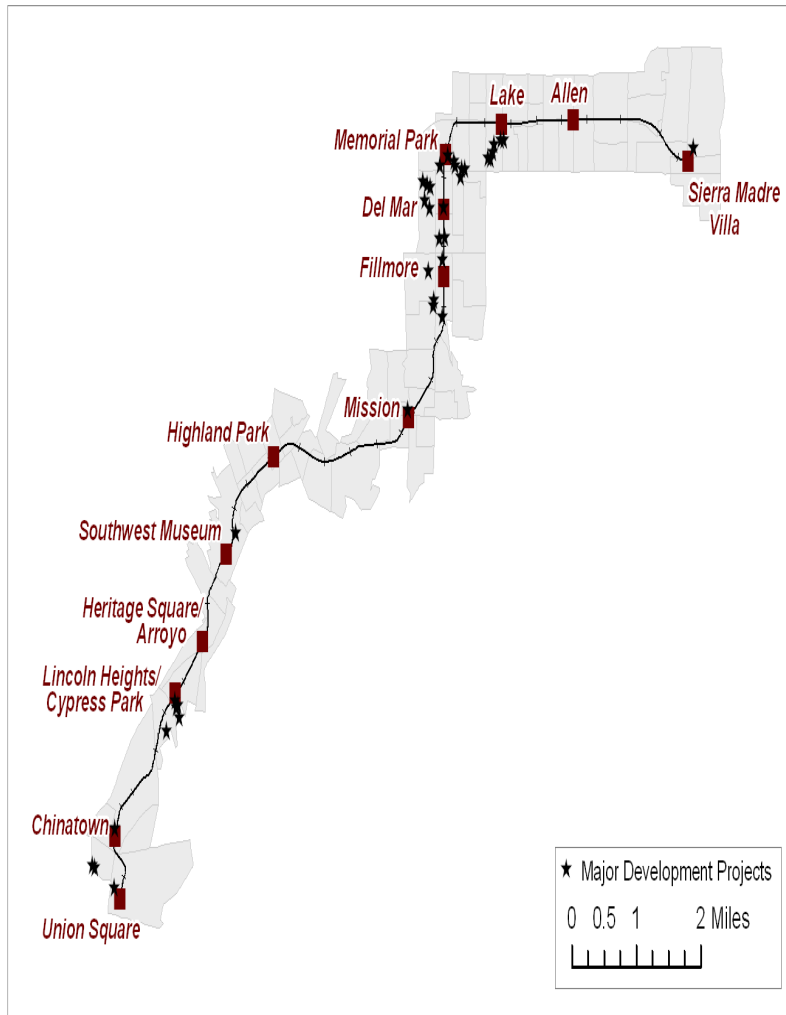 Lake
Allen
Memorial Park
Sierra Madre
Villa
Del Mar
Fillmore
Mission
Highland Park
Southwest Museum
Heritage Square/
Arroyo
Lincoln Heights/
Cypress Park
Chinatown
Union Square
Major Development Projects
0 0.5 1 2 Miles